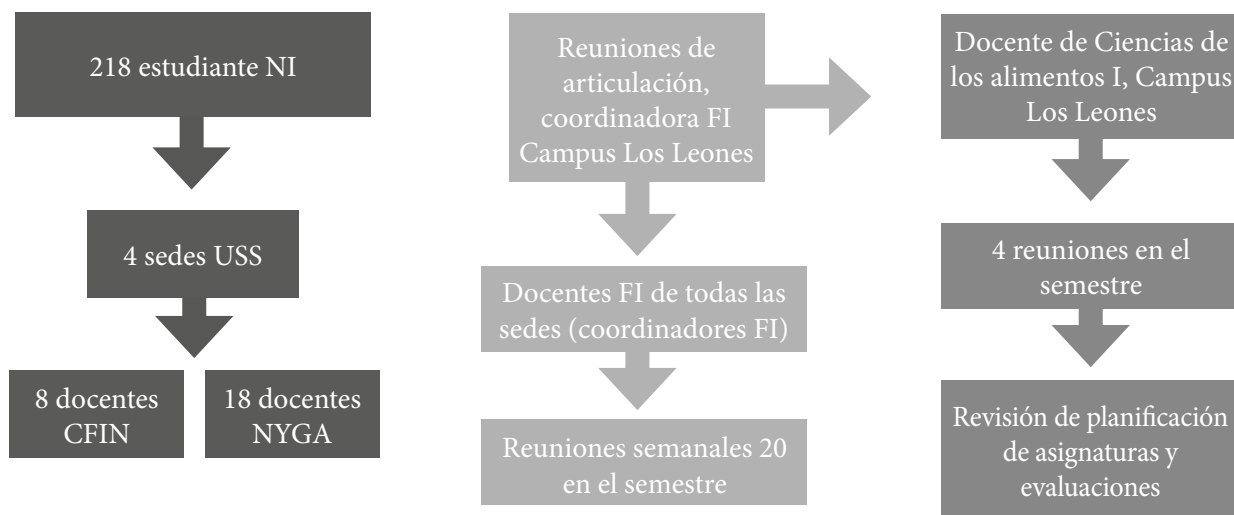 218 estudiante NI
4 sedes USS
8 docentes
CFIN
18 docentes
NYGA
Reuniones de
articulación,
coordinadora FI
Campus Los Leones
Docentes FI de todas las
sedes (coordinadores FI)
Reuniones semanales 20
en el semestre
Docente de Ciencias de
los alimentos I, Campus
Los Leones
4 reuniones en el
semestre
Revisión de planificación
de asignaturas y
evaluaciones